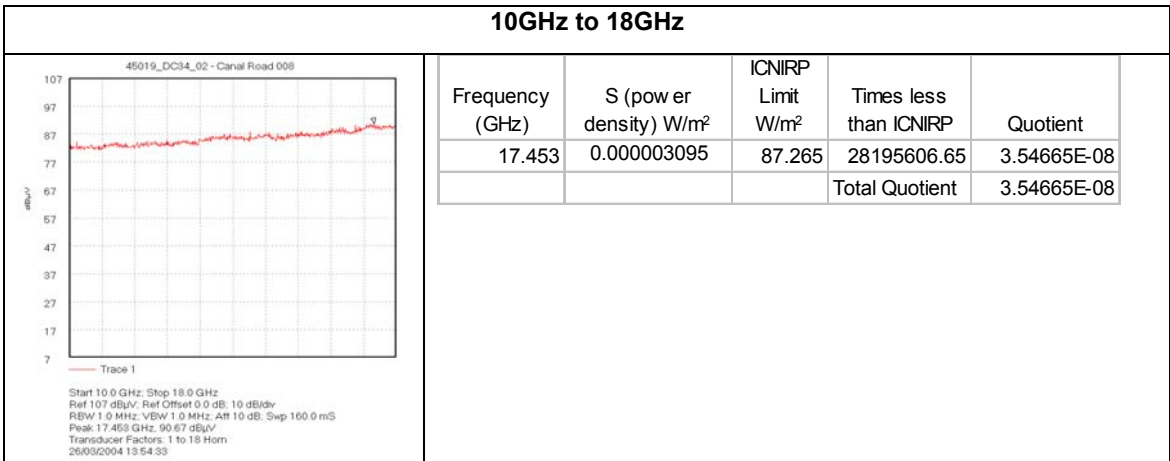 10GHz to 18GHz
45019_DC34_02 - Canal Road 008
107
97
87
77
67
57
47
37
27
17
7
dBµV
Trace 1
Start 10.0 GHz; Stop 18.0 GHz
Ref 107 dBµV; Ref Offset 0.0 dB; 10 dB/div
RBW 1.0 MHz; VBW 1.0 MHz; Att 10 dB; Swp 160.0 mS
Peak 17.453 GHz, 90.67 dBµV
Transducer Factors: 1 to 18 Horn
26/03/2004 13:54:33
Frequency (GHz) S (pow er density) W/m² ICNIRP Limit W/m² Times less than ICNIRP Quotient
17.453 0.000003095 87.265 28195606.65 3.54665E-08
Total Quotient 3.54665E-08